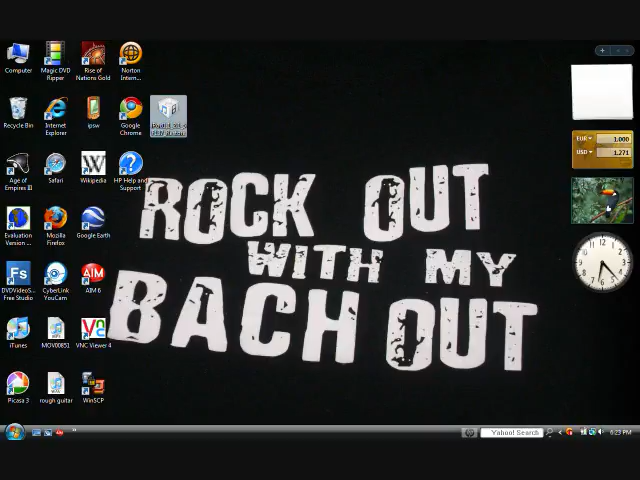 Computer
Magic DVD
Ripper
Rise of
Nations Gold
Norton
Intern...
Recycle Bin
Internet
Explorer
ipsw
Google
Chrome
Age of
Empires III
Safari
Wikipedia
HP Help and
Support
Evaluation
Version ...
Mozilla
Firefox
Google Earth
Fs
DVDVideoS...
Free Studio
CyberLink
YouCam
AIM
AIM 6
iTunes
MOV00851
VNC Viewer 4
Picasa 3
rough guitar
WinSCP
ROCK OUT
WITH MY
BACH OUT
EUR 1,000
USD 1,271
Yahoo! Search
6:23 PM